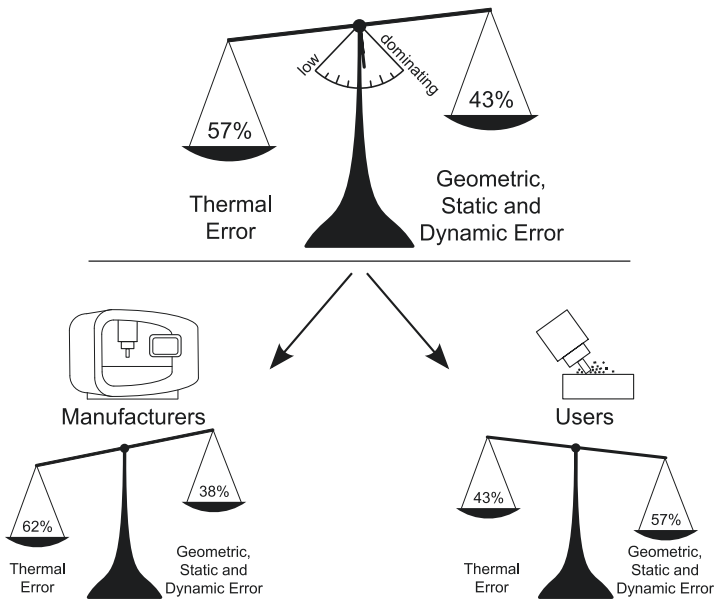 low
dominating
57%
43%
Thermal
Error
Geometric,
Static and
Dynamic Error
Manufacturers
62%
38%
Thermal
Error
Geometric,
Static and
Dynamic Error
Users
43%
57%
Thermal
Error
Geometric,
Static and
Dynamic Error